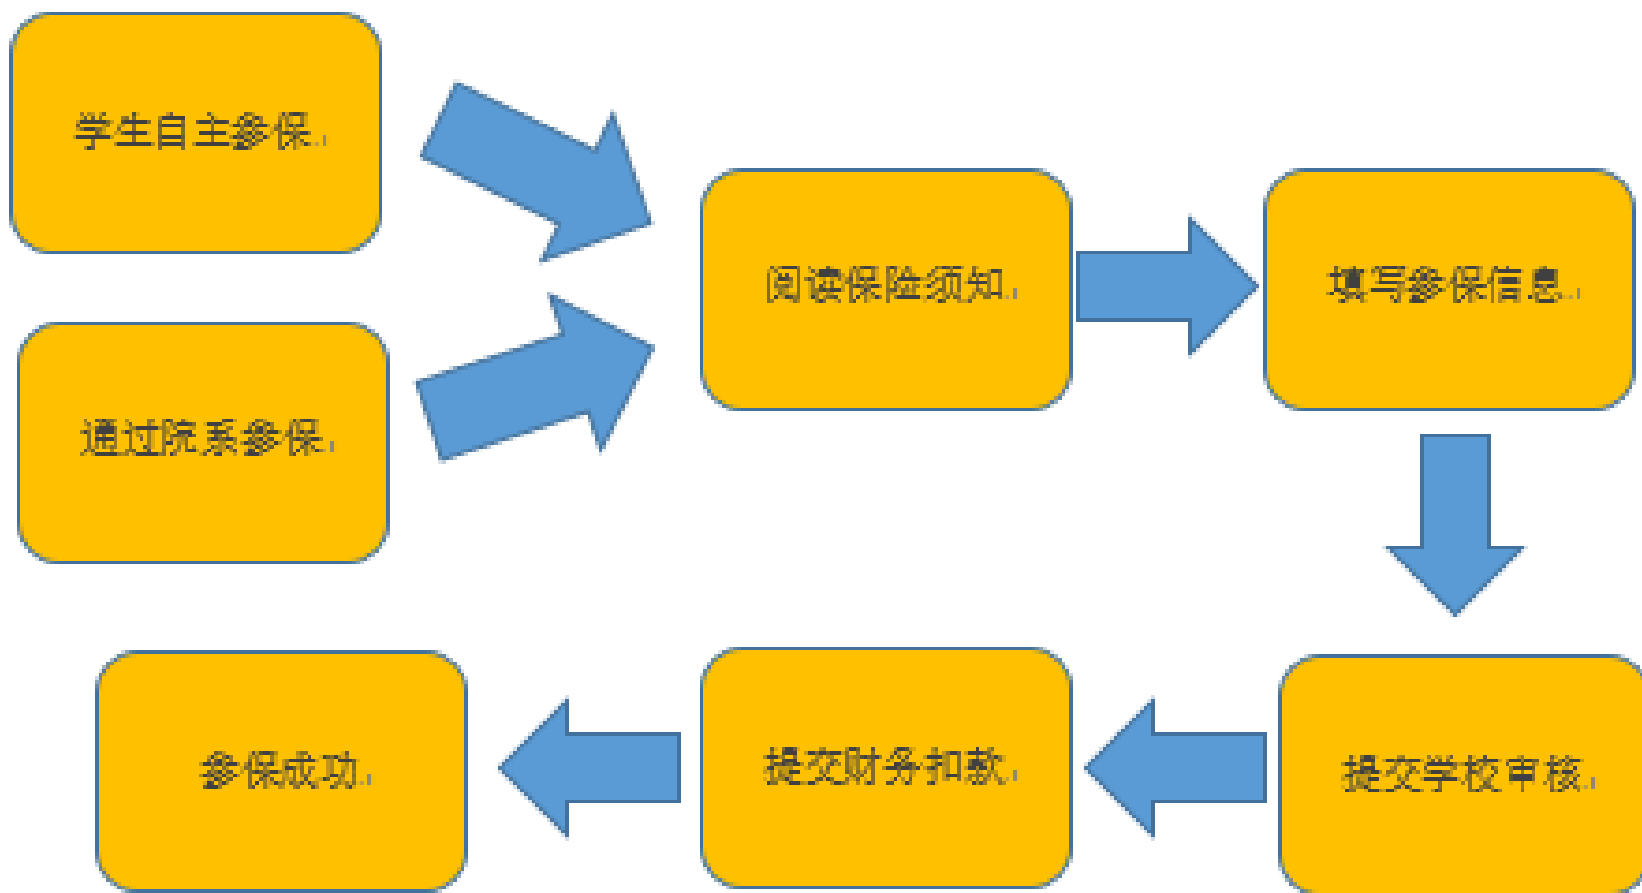 学生自主参保
通过院系参保
阅读保险须知
填写参保信息
提交学校审核
提交财务扣款
参保成功